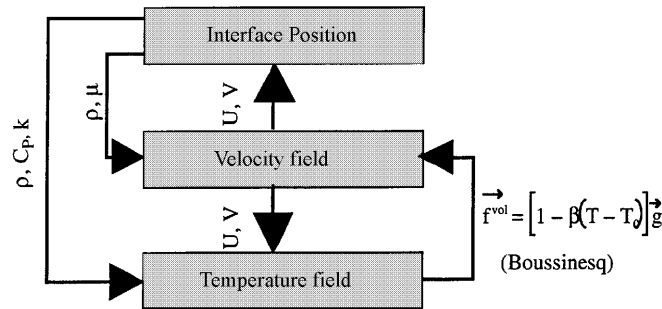 Interface Position
ρ, μ
U, V
ρ, C_P, k
Velocity field
U, V
f^vol = [1 − β(T − T_0)] g
(Boussinesq)
Temperature field